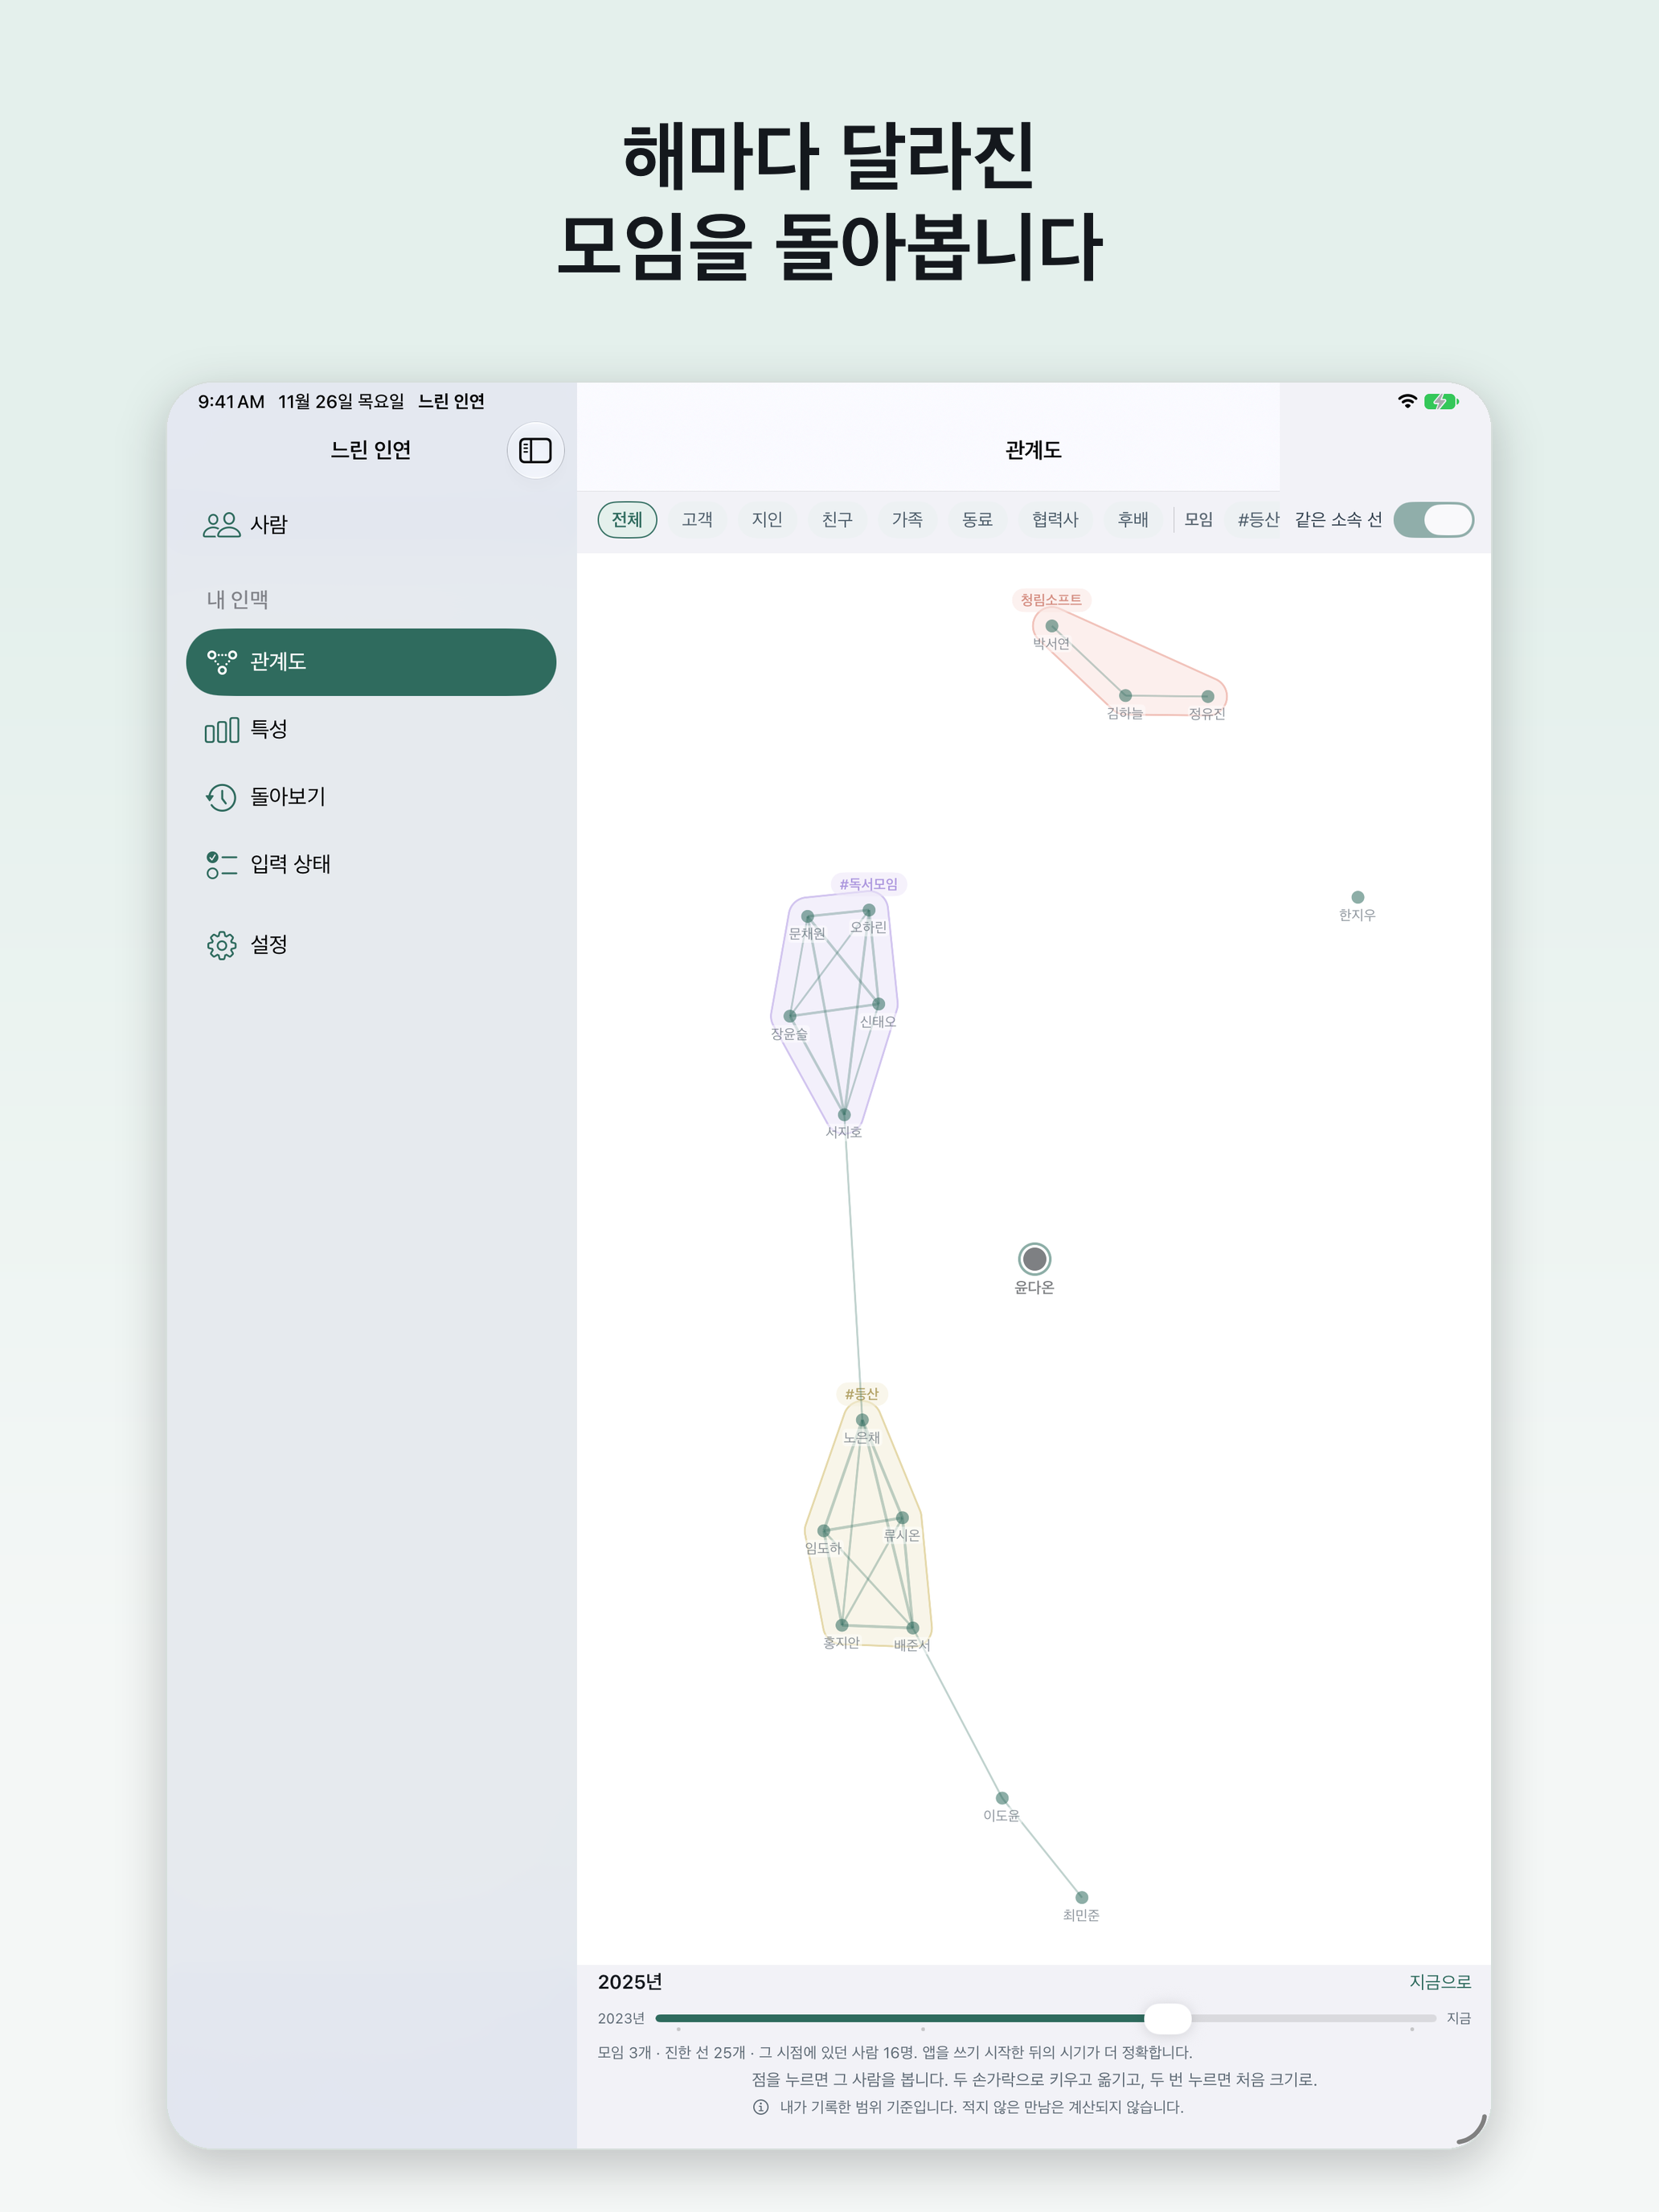 해마다 달라진
모임을 돌아봅니다
9:41 AM 11월 26일 목요일 느린 인연
느린 인연
관계도
사람
내 인맥
관계도
특성
돌아보기
입력 상태
설정
전체 고객 지인 친구 가족 동료 협력사 후배 모임 #등산 같은 소속 선
청림소프트
박서연
김하늘
정유진
#독서모임
문채원
오하린
한지우
장윤슬
신태오
서지호
윤다온
#등산
노은채
임도하
류시온
홍지안
배준서
이도윤
최민준
2025년
지금으로
2023년
지금
모임 3개 · 진한 선 25개 · 그 시점에 있던 사람 16명. 앱을 쓰기 시작한 뒤의 시기가 더 정확합니다.
점을 누르면 그 사람을 봅니다. 두 손가락으로 키우고 옮기고, 두 번 누르면 처음 크기로.
내가 기록한 범위 기준입니다. 적지 않은 만남은 계산되지 않습니다.